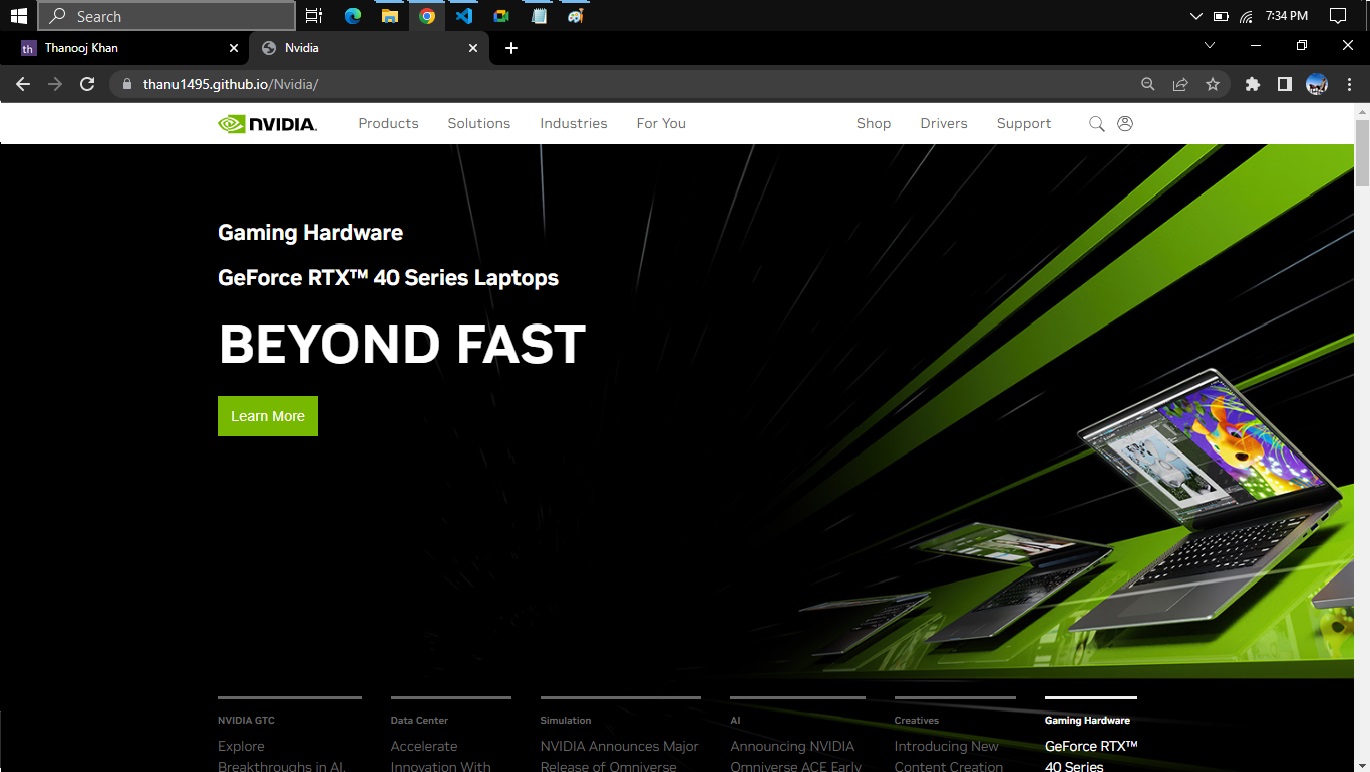 Search
7:34 PM
th Thanooj Khan
Nvidia
thanu1495.github.io/Nvidia/
NVIDIA.
Products
Solutions
Industries
For You
Shop
Drivers
Support
Gaming Hardware
GeForce RTX™ 40 Series Laptops
BEYOND FAST
Learn More
NVIDIA GTC
Explore
Breakthroughs in AI,
Data Center
Accelerate
Innovation With
Simulation
NVIDIA Announces Major
Release of Omniverse
AI
Announcing NVIDIA
Omniverse ACE Early
Creatives
Introducing New
Content Creation
Gaming Hardware
GeForce RTX™
40 Series